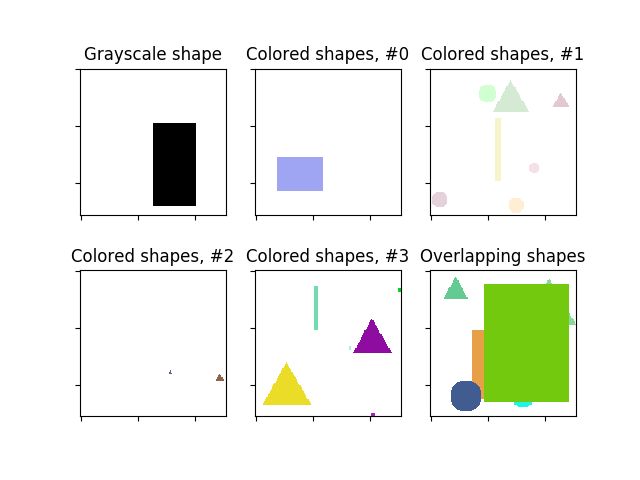 Grayscale shape
Colored shapes, #0
Colored shapes, #1
Colored shapes, #2
Colored shapes, #3
Overlapping shapes